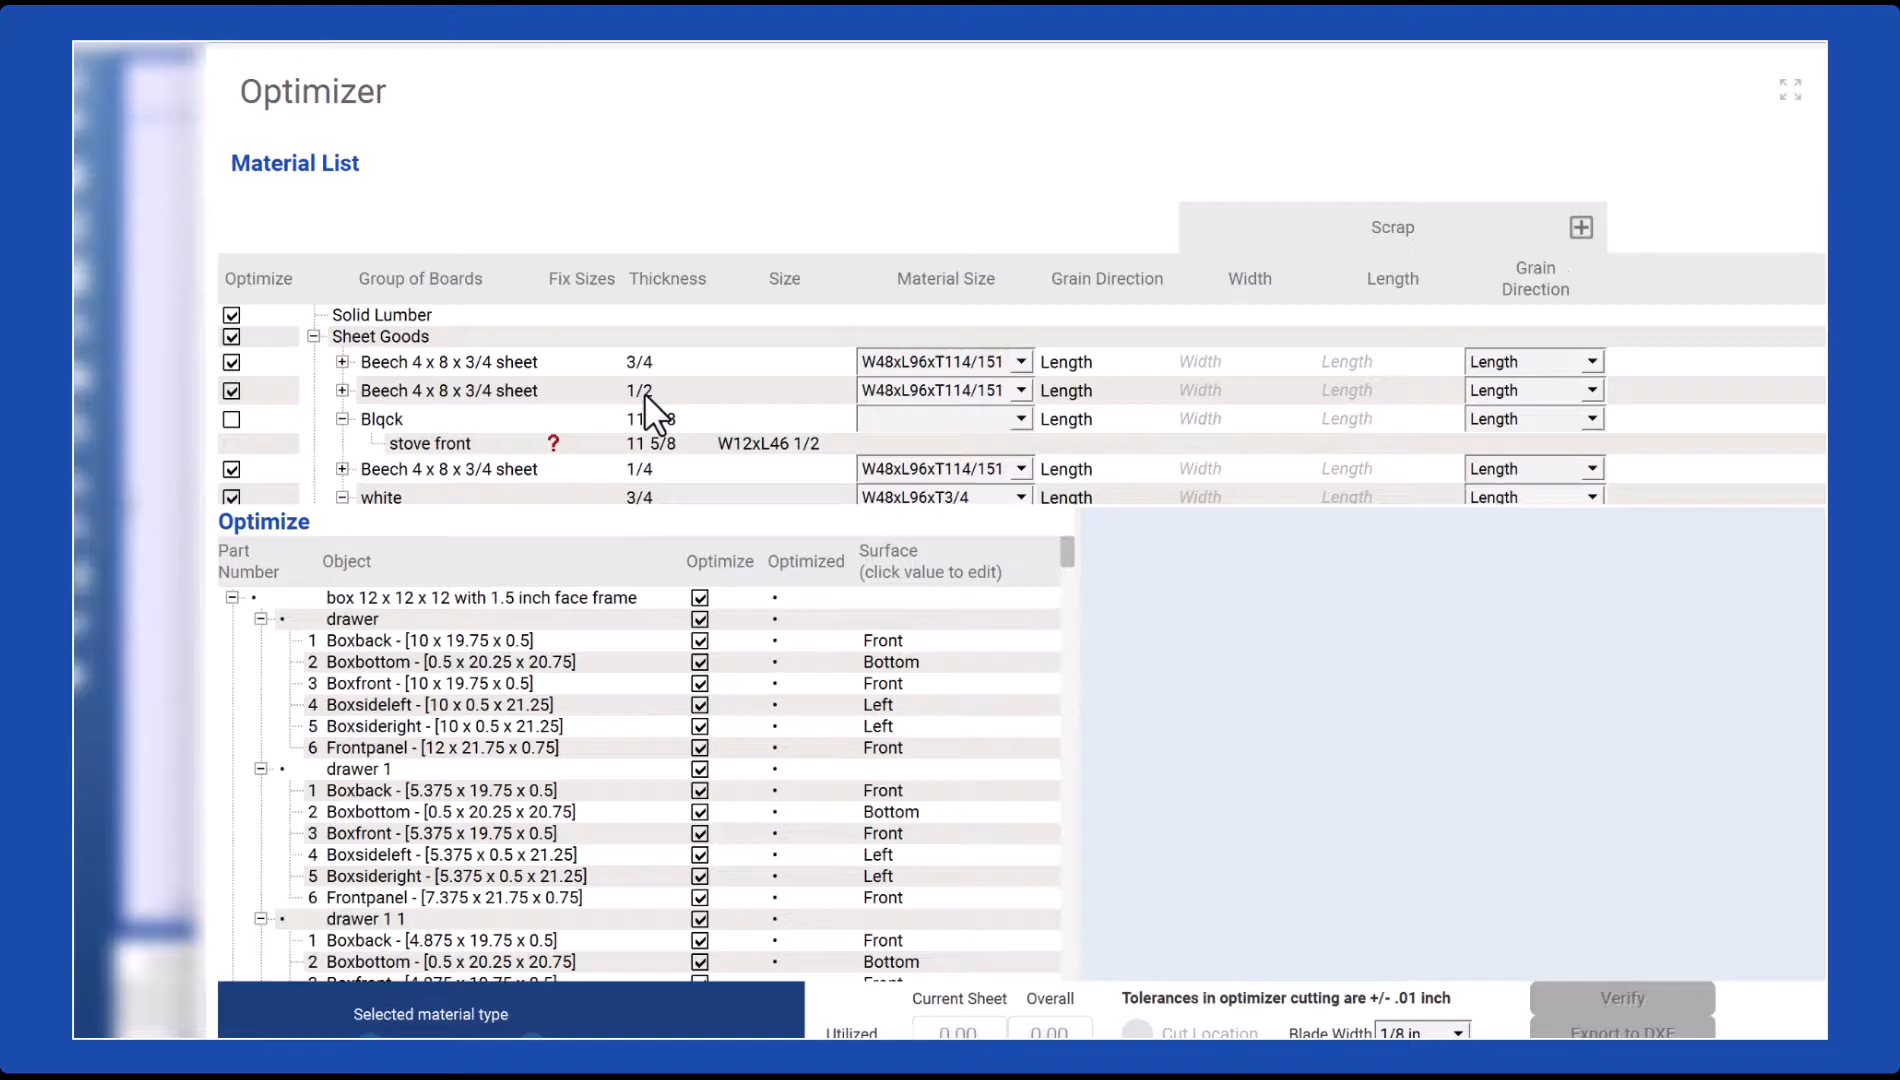 Optimizer
Material List
Scrap
Optimize Group of Boards Fix Sizes Thickness Size Material Size Grain Direction Width Length Grain Direction
Solid Lumber
Sheet Goods
Beech 4 x 8 x 3/4 sheet 3/4 W48xL96xT114/151 Length Width Length Length
Beech 4 x 8 x 3/4 sheet 1/2 W48xL96xT114/151 Length Width Length Length
Blqck 11 Length Width Length Length
stove front ? 11 5/8 W12xL46 1/2
Beech 4 x 8 x 3/4 sheet 1/4 W48xL96xT114/151 Length Width Length Length
white 3/4 W48xL96xT3/4 Length Width Length Length
Optimize
Part Number Object Optimize Optimized Surface (click value to edit)
box 12 x 12 x 12 with 1.5 inch face frame
drawer
1 Boxback - [10 x 19.75 x 0.5] Front
2 Boxbottom - [0.5 x 20.25 x 20.75] Bottom
3 Boxfront - [10 x 19.75 x 0.5] Front
4 Boxsideleft - [10 x 0.5 x 21.25] Left
5 Boxsideright - [10 x 0.5 x 21.25] Left
6 Frontpanel - [12 x 21.75 x 0.75] Front
drawer 1
1 Boxback - [5.375 x 19.75 x 0.5] Front
2 Boxbottom - [0.5 x 20.25 x 20.75] Bottom
3 Boxfront - [5.375 x 19.75 x 0.5] Front
4 Boxsideleft - [5.375 x 0.5 x 21.25] Left
5 Boxsideright - [5.375 x 0.5 x 21.25] Left
6 Frontpanel - [7.375 x 21.75 x 0.75] Front
drawer 1 1
1 Boxback - [4.875 x 19.75 x 0.5] Front
2 Boxbottom - [0.5 x 20.25 x 20.75] Bottom
Selected material type
Current Sheet Overall
Utilized 0.00 0.00
Tolerances in optimizer cutting are +/- .01 inch
Cut Location Blade Width 1/8 in
Verify
Export to DXF